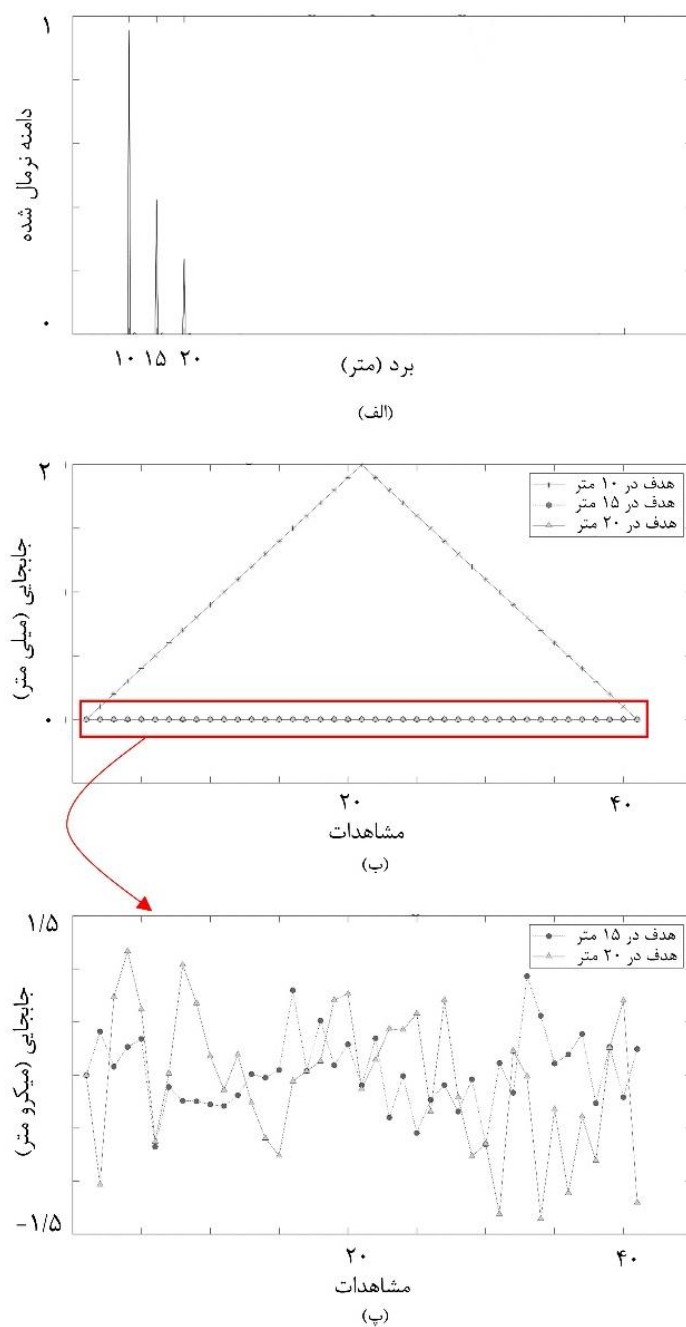 ۱
دامنه نرمال شده
۰
۱۰ ۱۵ ۲۰
برد (متر)
(الف)
-۲
هدف در ۱۰ متر
هدف در ۱۵ متر
هدف در ۲۰ متر
جابجایی (میلی متر)
۰
۲۰ ۴۰
مشاهدات
(ب)
۱/۵
هدف در ۱۵ متر
هدف در ۲۰ متر
جابجایی (میکرو متر)
-۱/۵
۲۰ ۴۰
مشاهدات
(پ)